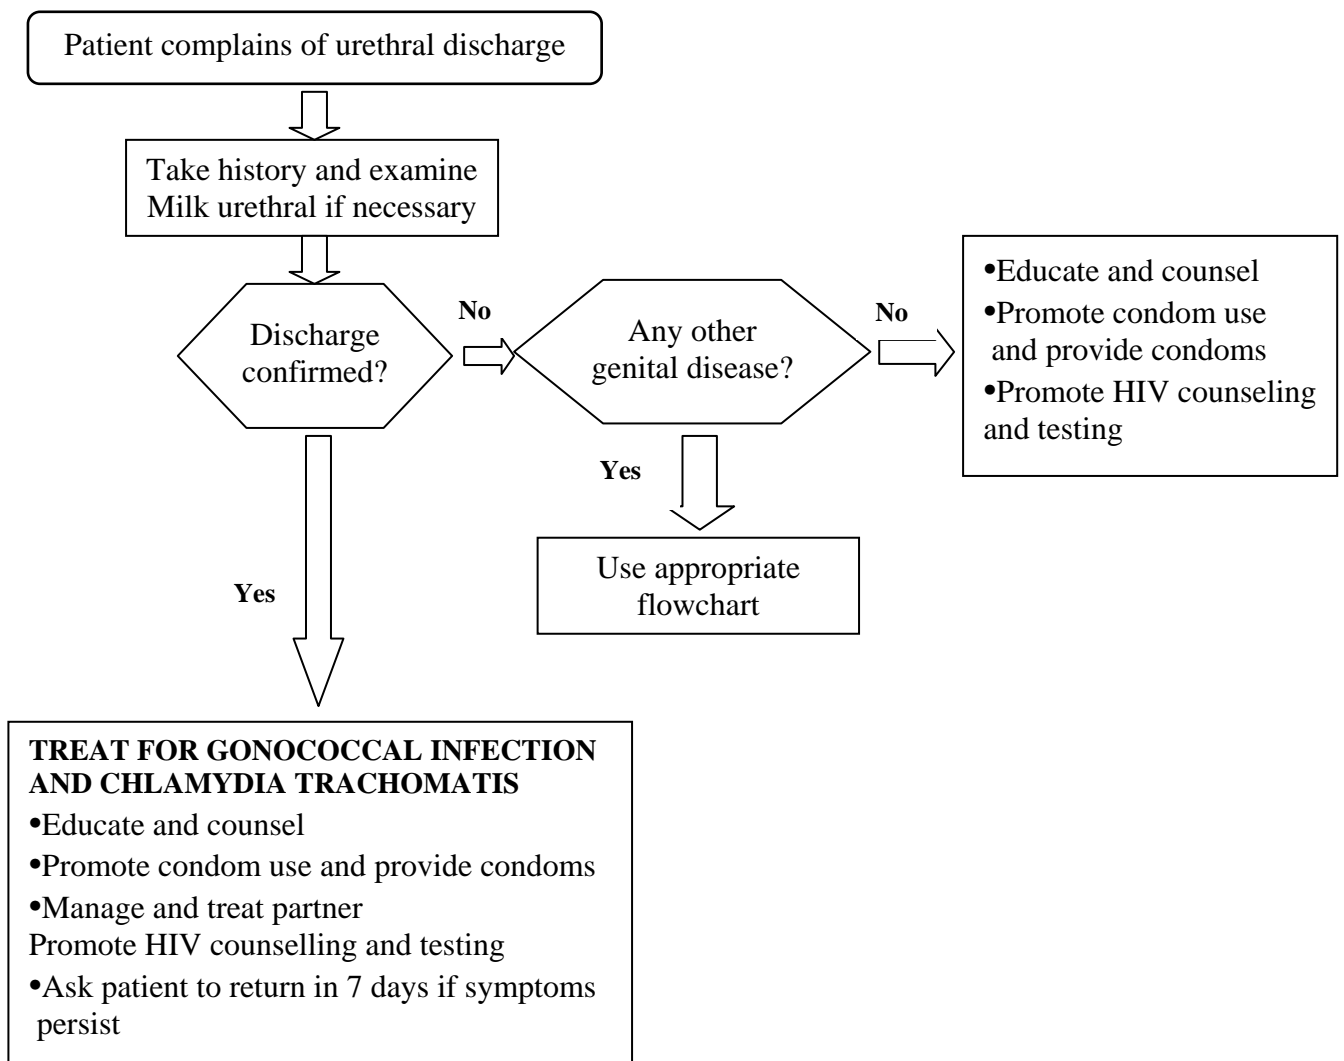 Patient complains of urethral discharge
Take history and examine
Milk urethral if necessary
Discharge
confirmed?
No
Any other
genital disease?
No
•Educate and counsel
•Promote condom use
and provide condoms
•Promote HIV counseling
and testing
Yes
Use appropriate
flowchart
Yes
TREAT FOR GONOCOCCAL INFECTION
AND CHLAMYDIA TRACHOMATIS
•Educate and counsel
•Promote condom use and provide condoms
•Manage and treat partner
Promote HIV counselling and testing
•Ask patient to return in 7 days if symptoms
persist